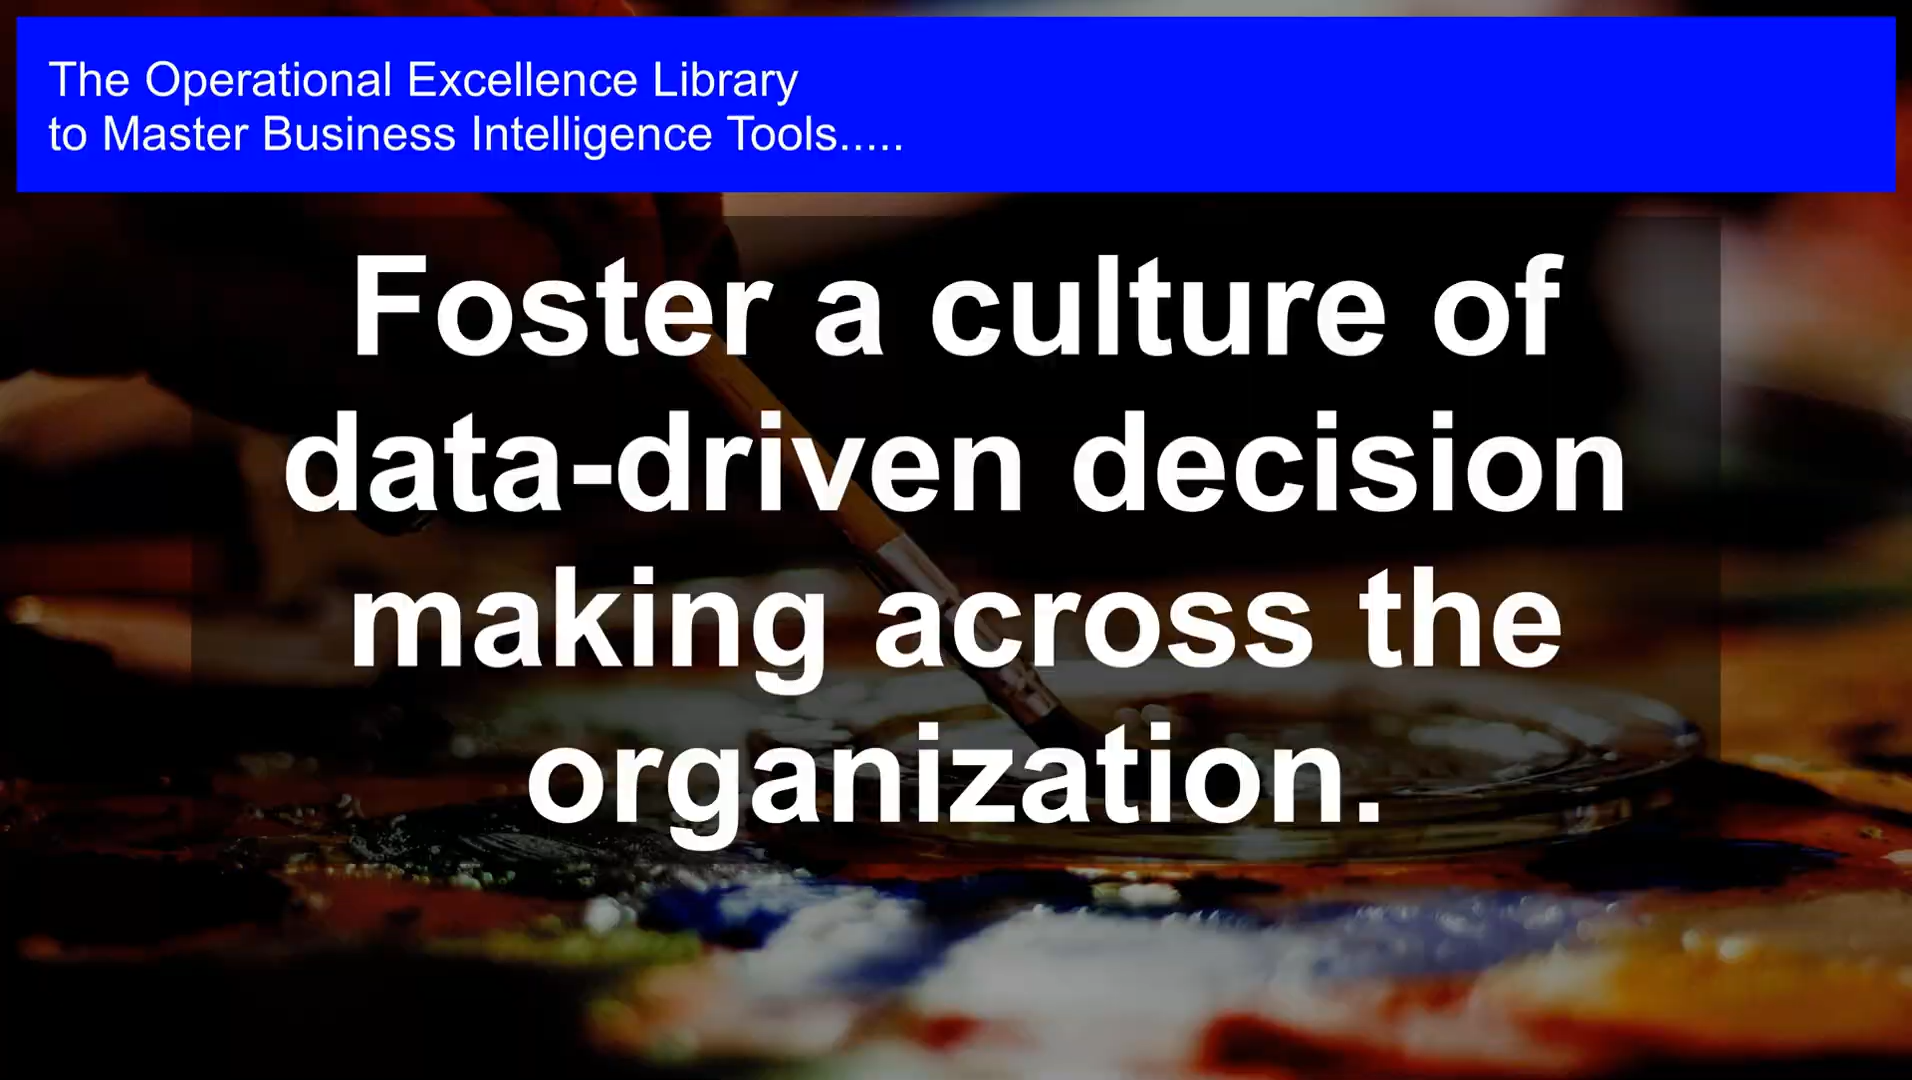 The Operational Excellence Library
to Master Business Intelligence Tools.....
Foster a culture of
data-driven decision
making across the
organization.